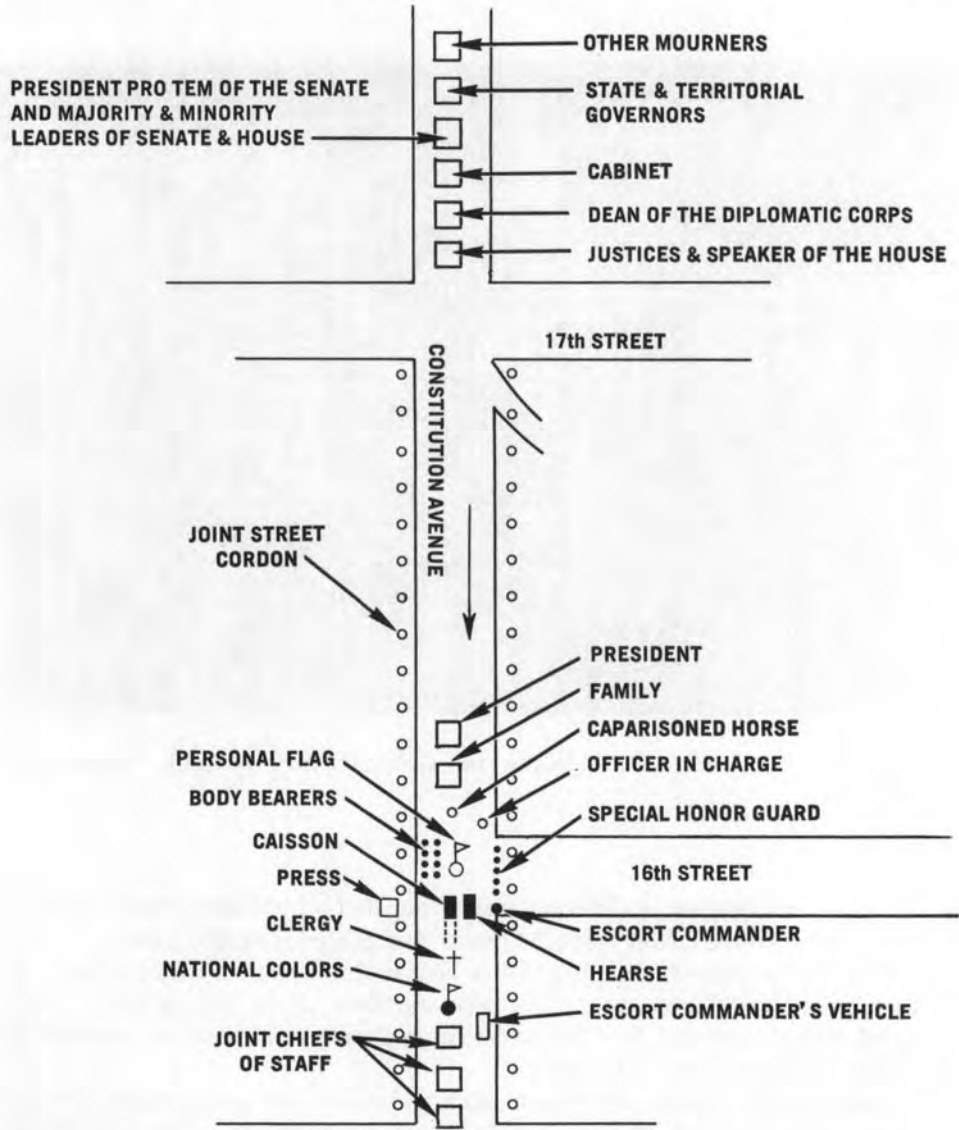 OTHER MOURNERS
PRESIDENT PRO TEM OF THE SENATE
AND MAJORITY & MINORITY
LEADERS OF SENATE & HOUSE
STATE & TERRITORIAL
GOVERNORS
CABINET
DEAN OF THE DIPLOMATIC CORPS
JUSTICES & SPEAKER OF THE HOUSE
17th STREET
CONSTITUTION AVENUE
JOINT STREET
CORDON
PRESIDENT
FAMILY
CAPARISONED HORSE
PERSONAL FLAG
OFFICER IN CHARGE
BODY BEARERS
SPECIAL HONOR GUARD
CAISSON
16th STREET
PRESS
CLERGY
ESCORT COMMANDER
NATIONAL COLORS
HEARSE
ESCORT COMMANDER'S VEHICLE
JOINT CHIEFS
OF STAFF